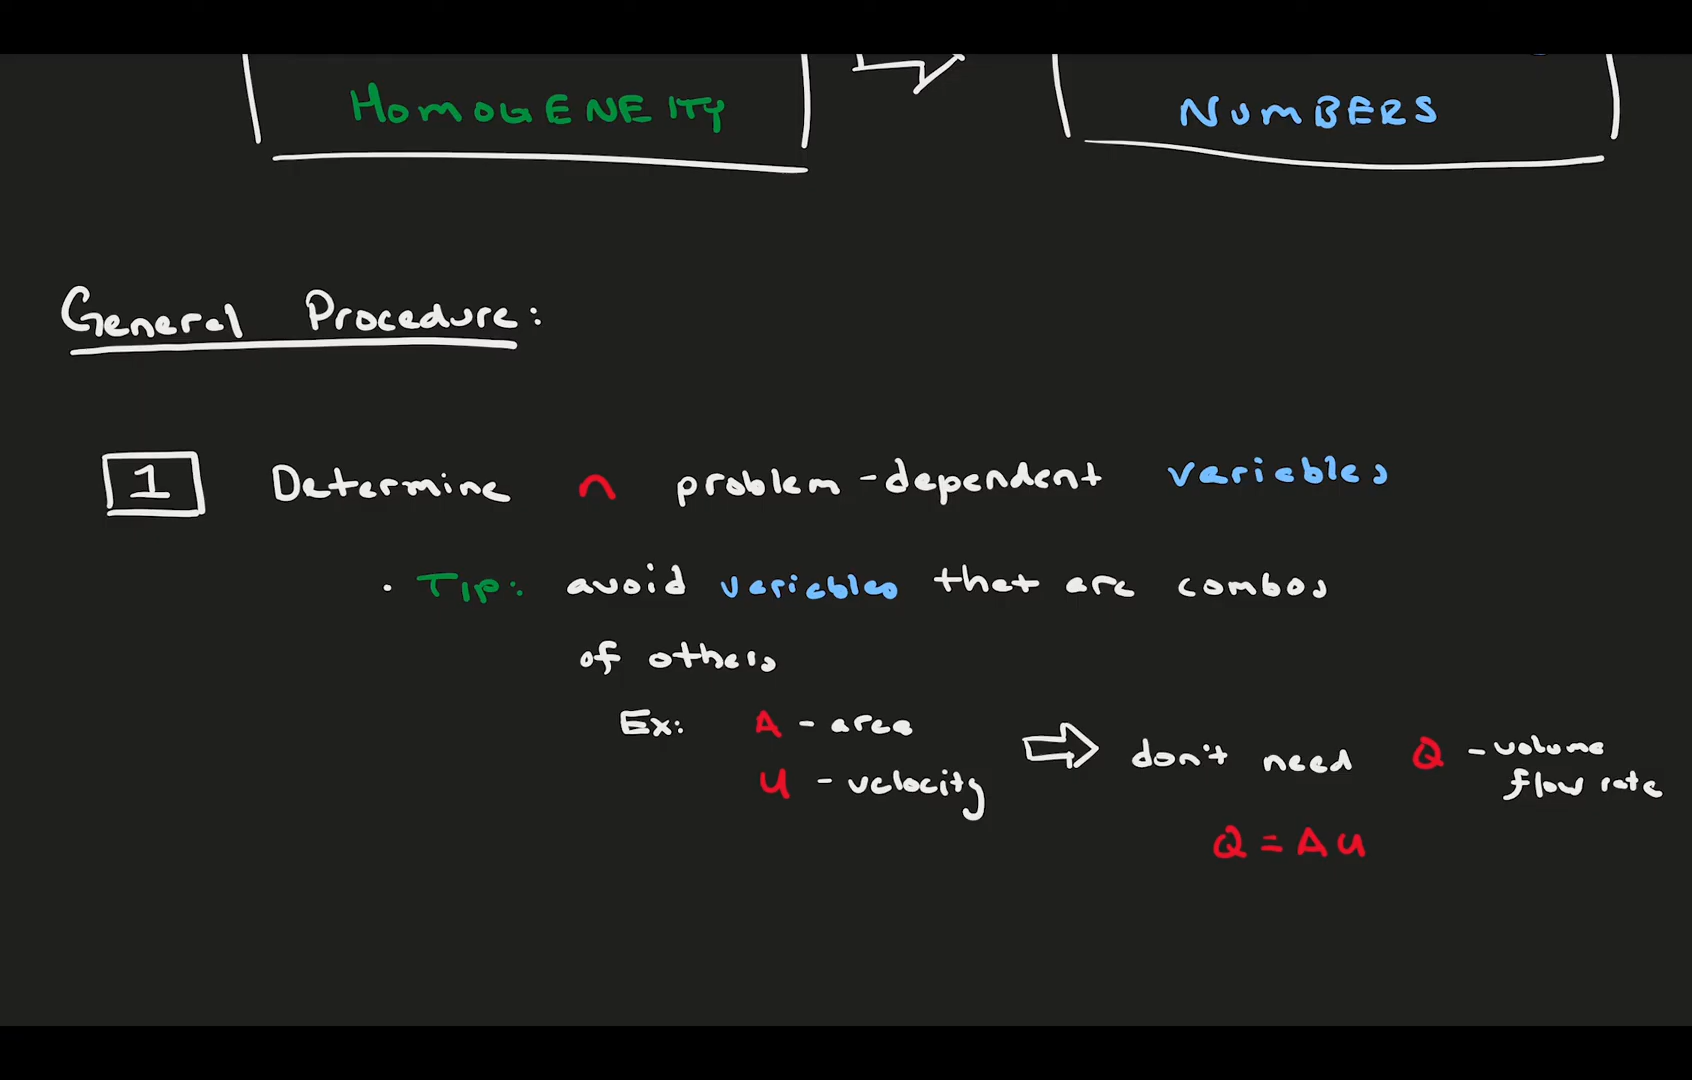 HOMOGENEITY
NUMBERS
General Procedure:
1 Determine n problem-dependent variables
• TIP: avoid variables that are combos
of others
Ex: A - area
U - velocity
⇒ don't need Q - volume
flow rate
Q = A U